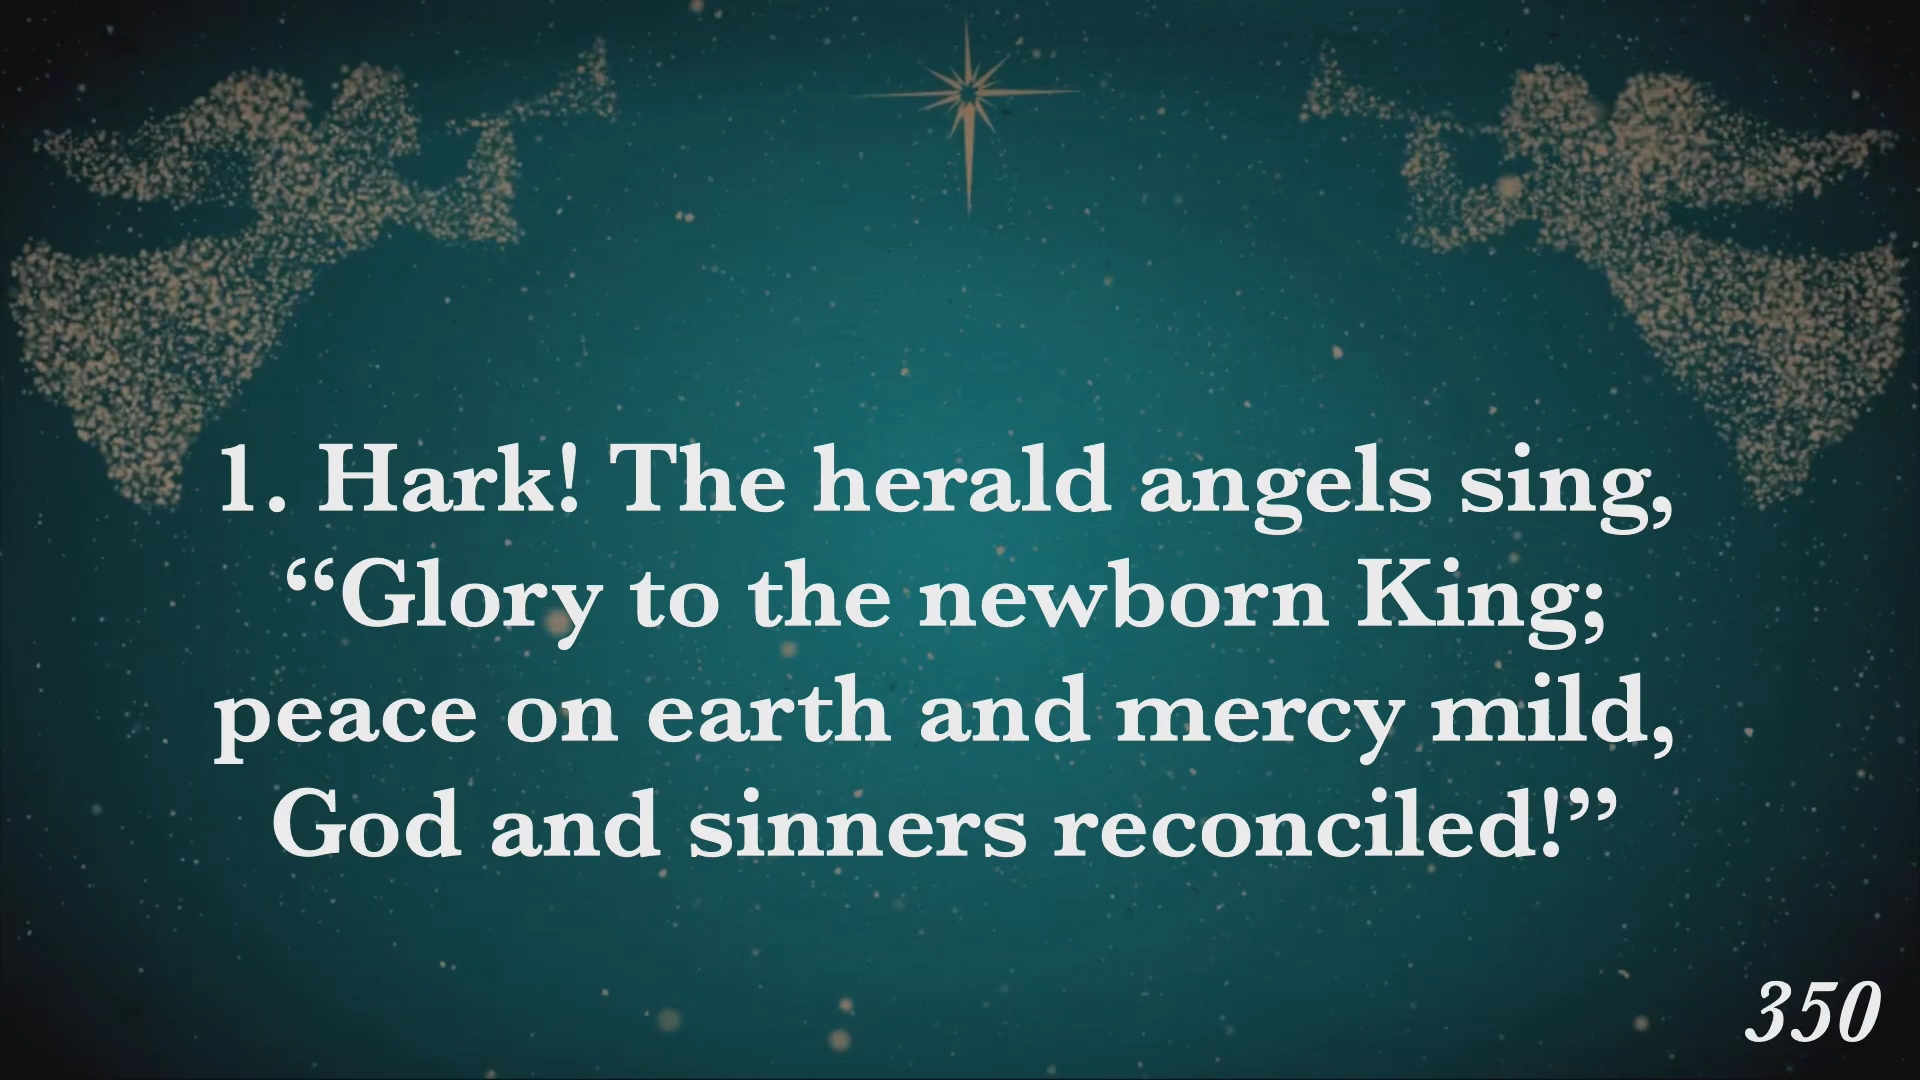 1. Hark! The herald angels sing,
“Glory to the newborn King;
peace on earth and mercy mild,
God and sinners reconciled!”
350